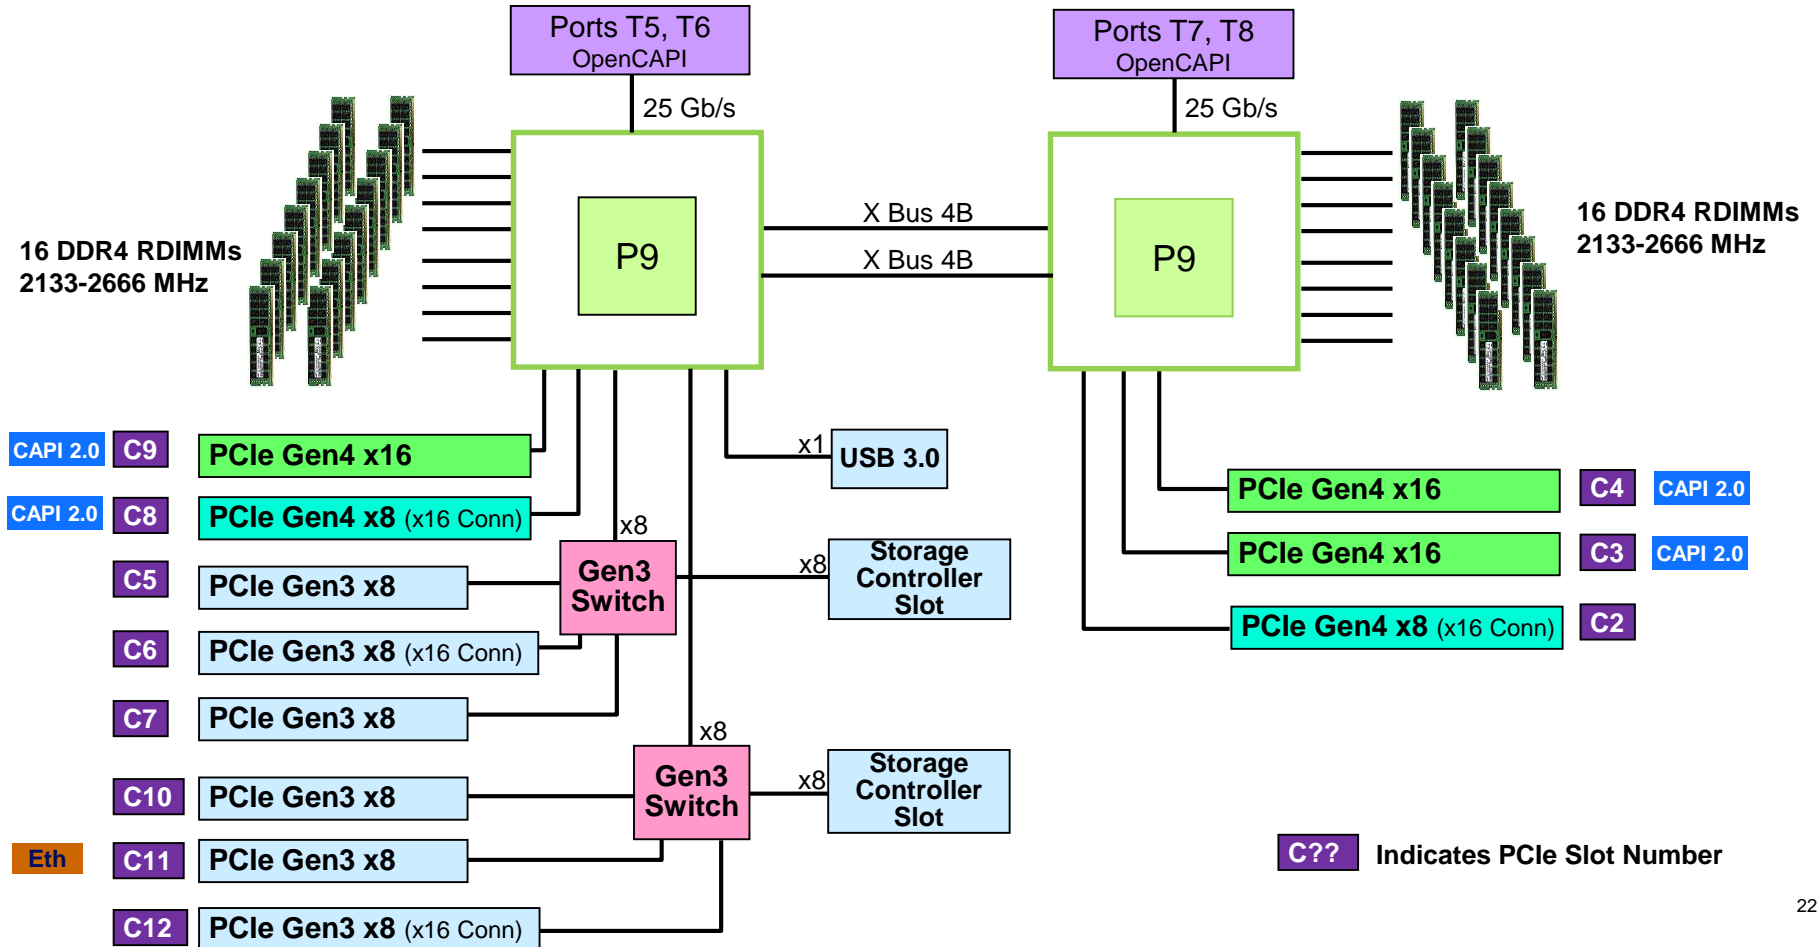 Ports T5, T6
OpenCAPI
Ports T7, T8
OpenCAPI
25 Gb/s
25 Gb/s
16 DDR4 RDIMMs
2133-2666 MHz
P9
X Bus 4B
X Bus 4B
P9
16 DDR4 RDIMMs
2133-2666 MHz
CAPI 2.0
C9
PCIe Gen4 x16
x1
USB 3.0
CAPI 2.0
C8
PCIe Gen4 x8 (x16 Conn)
x8
C5
PCIe Gen3 x8
Gen3
Switch
x8
Storage
Controller
Slot
C6
PCIe Gen3 x8 (x16 Conn)
C7
PCIe Gen3 x8
x8
C10
PCIe Gen3 x8
Gen3
Switch
x8
Storage
Controller
Slot
Eth
C11
PCIe Gen3 x8
C12
PCIe Gen3 x8 (x16 Conn)
PCIe Gen4 x16
C4
CAPI 2.0
PCIe Gen4 x16
C3
CAPI 2.0
PCIe Gen4 x8 (x16 Conn)
C2
C??
Indicates PCIe Slot Number
22